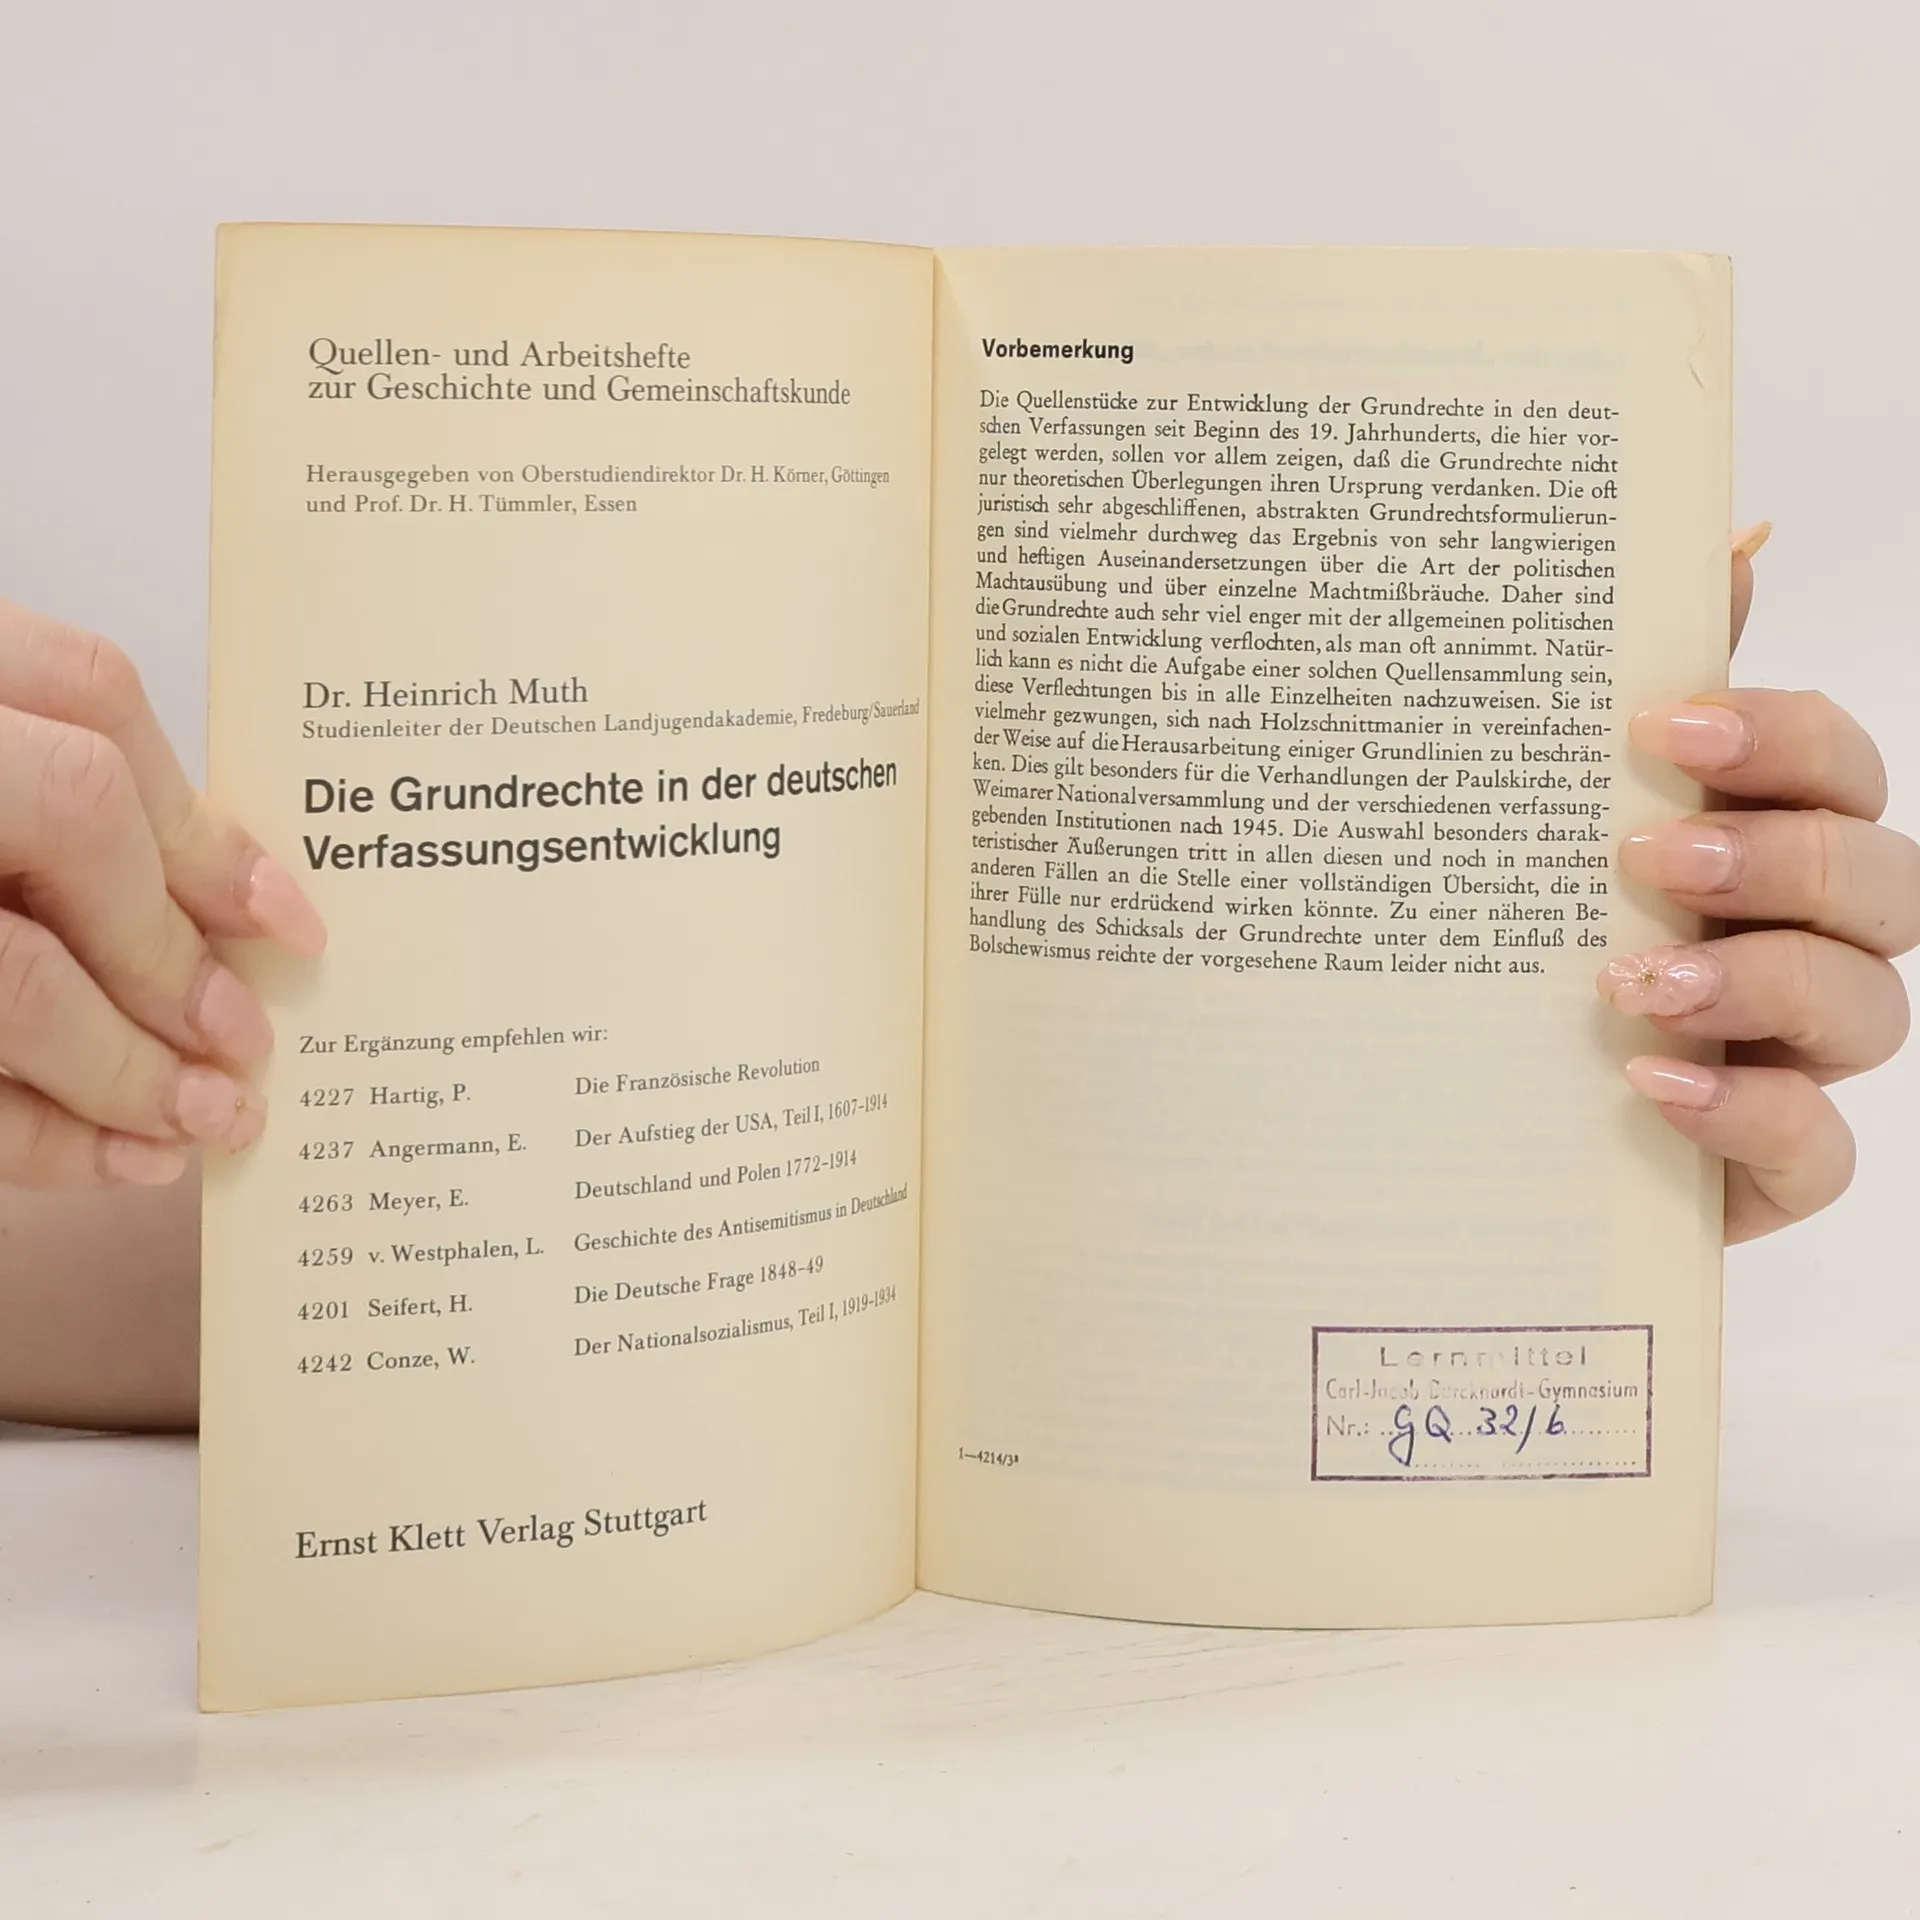 Quellen- und Arbeitshefte
zur Geschichte und Gemeinschaftskunde
Herausgegeben von Oberstudiendirektor Dr. H. Körner, Göttingen
und Prof. Dr. H. Tümmler, Essen
Dr. Heinrich Muth
Studienleiter der Deutschen Landjugendakademie, Fredeburg/Sauerland
Die Grundrechte in der deutschen
Verfassungsentwicklung
Zur Ergänzung empfehlen wir:
4227 Hartig, P. Die Französische Revolution
4237 Angermann, E. Der Aufstieg der USA, Teil I, 1607–1914
4263 Meyer, E. Deutschland und Polen 1772–1914
4259 v. Westphalen, L. Geschichte des Antisemitismus in Deutschland
4201 Seifert, H. Die Deutsche Frage 1848–49
4242 Conze, W. Der Nationalsozialismus, Teil I, 1919–1934
Ernst Klett Verlag Stuttgart
Vorbemerkung
Die Quellenstücke zur Entwicklung der Grundrechte in den deut-
schen Verfassungen seit Beginn des 19. Jahrhunderts, die hier vor-
gelegt werden, sollen vor allem zeigen, daß die Grundrechte nicht
nur theoretischen Überlegungen ihren Ursprung verdanken. Die oft
juristisch sehr abgeschliffenen, abstrakten Grundrechtsformulierun-
gen sind vielmehr durchweg das Ergebnis von sehr langwierigen
und heftigen Auseinandersetzungen über die Art der politischen
Machtausübung und über einzelne Machtmißbräuche. Daher sind
die Grundrechte auch sehr viel enger mit der allgemeinen politischen
und sozialen Entwicklung verflochten, als man oft annimmt. Natür-
lich kann es nicht die Aufgabe einer solchen Quellensammlung sein,
diese Verflechtungen bis in alle Einzelheiten nachzuweisen. Sie ist
vielmehr gezwungen, sich nach Holzschnittmanier in vereinfachen-
der Weise auf die Herausarbeitung einiger Grundlinien zu beschrän-
ken. Dies gilt besonders für die Verhandlungen der Paulskirche, der
Weimarer Nationalversammlung und der verschiedenen verfassung-
gebenden Institutionen nach 1945. Die Auswahl besonders charak-
teristischer Äußerungen tritt in allen diesen und noch in manchen
anderen Fällen an die Stelle einer vollständigen Übersicht, die in
ihrer Fülle nur erdrückend wirken könnte. Zu einer näheren Be-
handlung des Schicksals der Grundrechte unter dem Einfluß des
Bolschewismus reichte der vorgesehene Raum leider nicht aus.
Lernmittel
Carl-Jacob Burckhardt-Gymnasium
Nr.: GQ 32/6
1—4214/3⁸